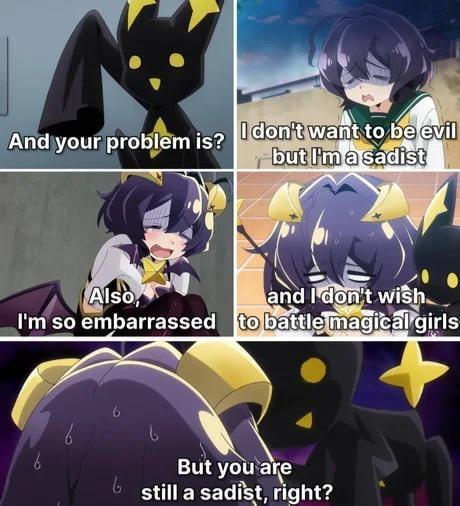 And your problem is?
I don't want to be evil
but I'm a sadist
Also,
I'm so embarrassed
and I don't wish
to battle magical girls
But you are
still a sadist, right?